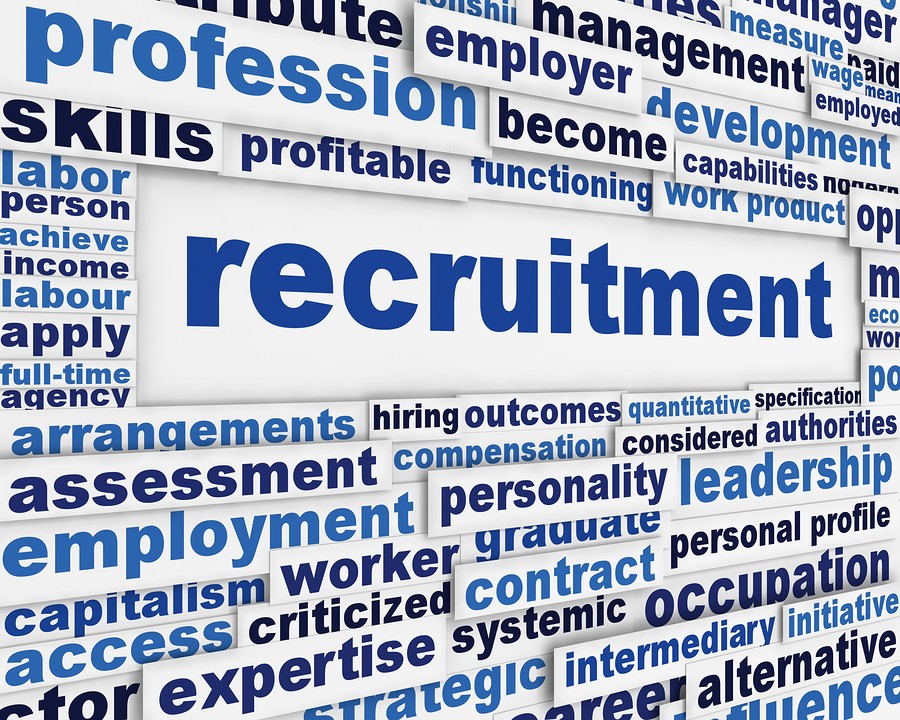 tribute
management
manager
profession
employer
measure
paid
wage
mean
employed
skills
become
development
profitable
functioning
capabilities
labor
work product
person
opp
achieve
income
recruitment
m
labour
eco
apply
wor
full-time
po
agency
arrangements
hiring outcomes
quantitative
specification
compensation
considered
authorities
assessment
personality
leadership
employment
graduate
personal profile
worker
contract
capitalism
criticized
systemic
occupation
access
intermediary
initiative
expertise
strategic
alternative
ctor
career
fluence